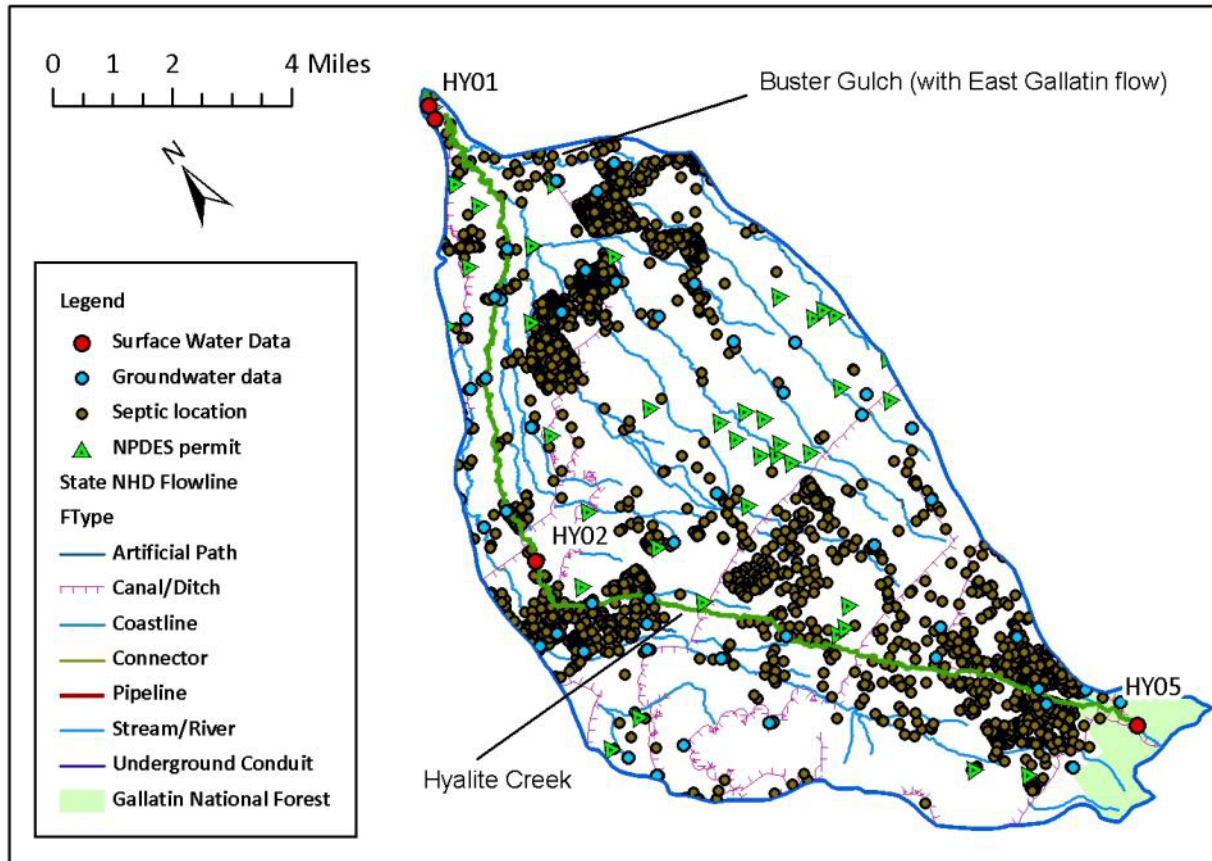 0 1 2 4 Miles
N
HY01
Buster Gulch (with East Gallatin flow)
HY02
HY05
Hyalite Creek
Legend
Surface Water Data
Groundwater data
Septic location
NPDES permit
State NHD Flowline
FType
Artificial Path
Canal/Ditch
Coastline
Connector
Pipeline
Stream/River
Underground Conduit
Gallatin National Forest